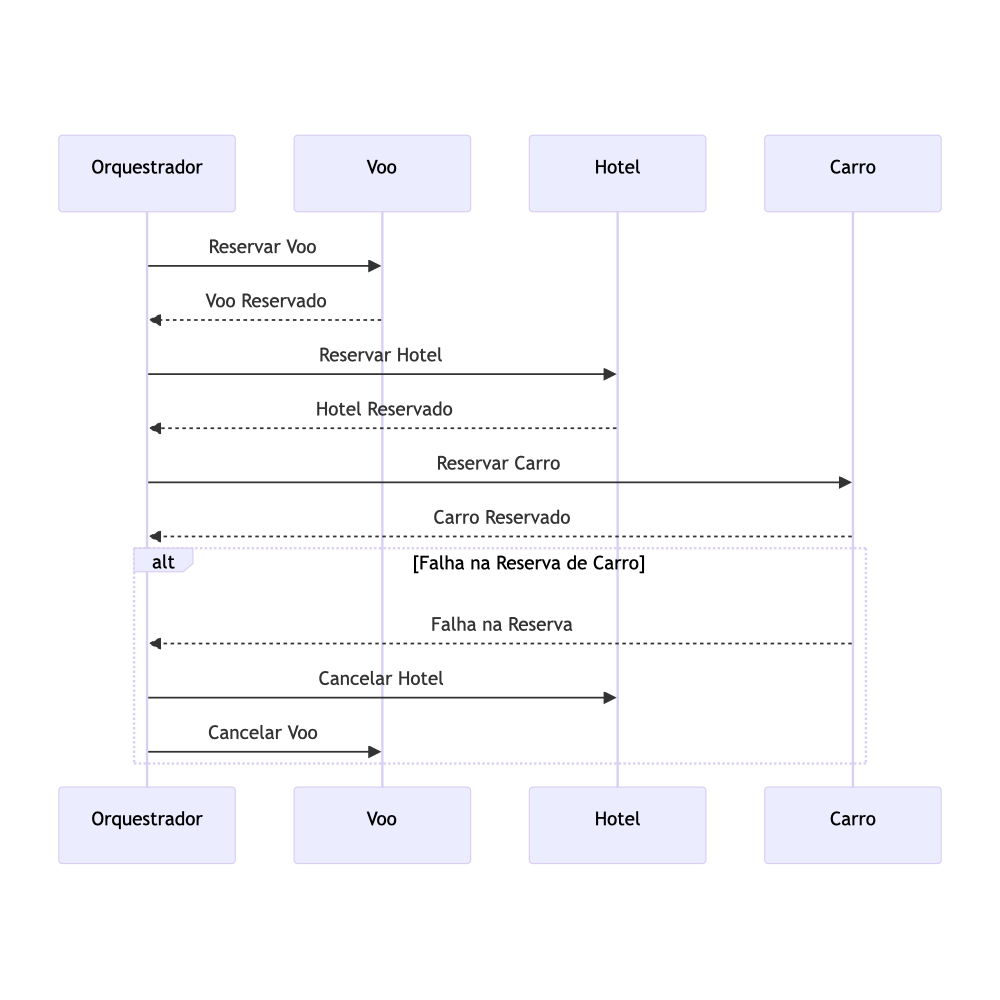 Orquestrador
Voo
Hotel
Carro
Reservar Voo
Voo Reservado
Reservar Hotel
Hotel Reservado
Reservar Carro
Carro Reservado
alt
[Falha na Reserva de Carro]
Falha na Reserva
Cancelar Hotel
Cancelar Voo
Orquestrador
Voo
Hotel
Carro